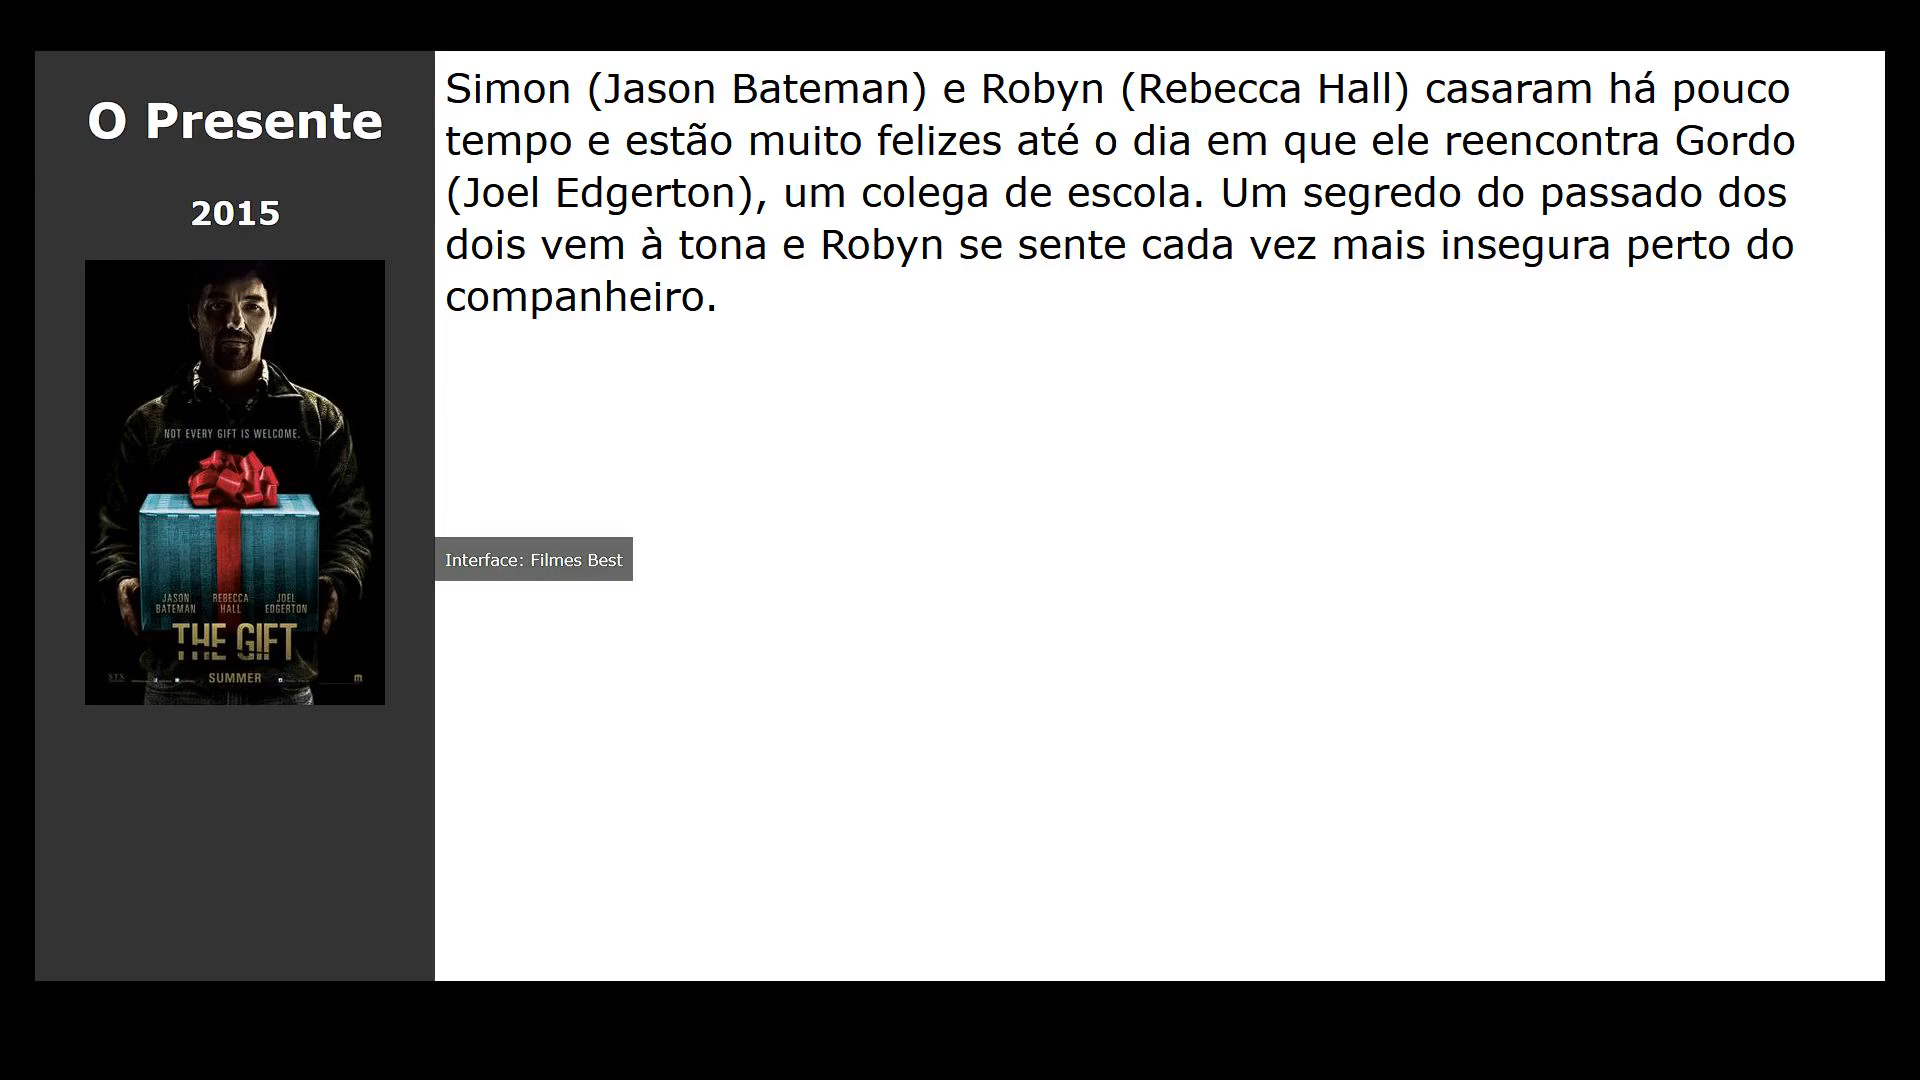 O Presente
2015
NOT EVERY GIFT IS WELCOME.
JASON BATEMAN
REBECCA HALL
JOEL EDGERTON
THE GIFT
STX
SUMMER
Simon (Jason Bateman) e Robyn (Rebecca Hall) casaram há pouco
tempo e estão muito felizes até o dia em que ele reencontra Gordo
(Joel Edgerton), um colega de escola. Um segredo do passado dos
dois vem à tona e Robyn se sente cada vez mais insegura perto do
companheiro.
Interface: Filmes Best